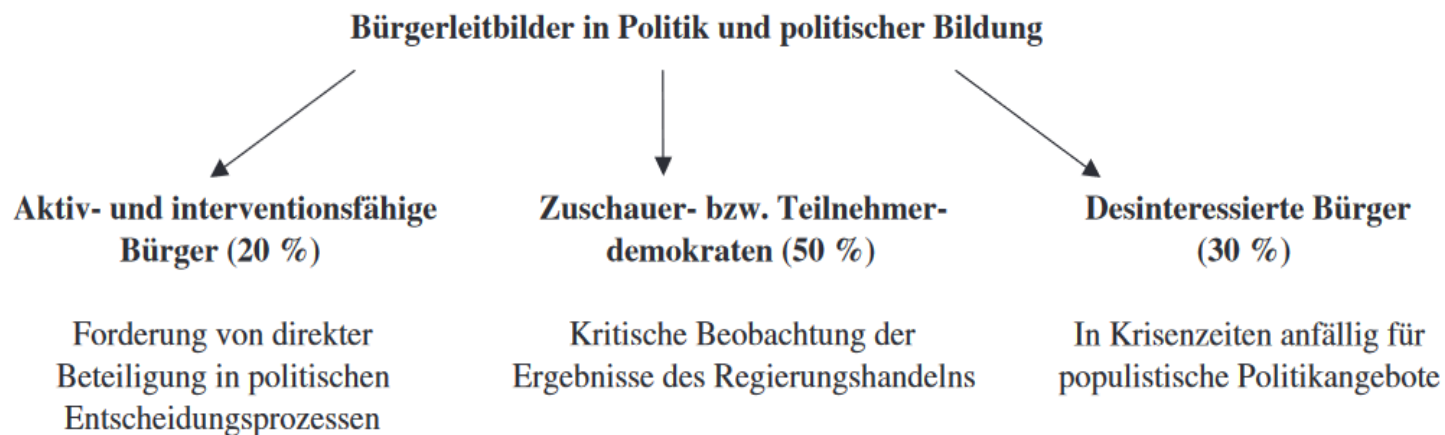 Bürgerleitbilder in Politik und politischer Bildung
Aktiv- und interventionsfähige
Bürger (20 %)
Forderung von direkter
Beteiligung in politischen
Entscheidungsprozessen
Zuschauer- bzw. Teilnehmer-
demokraten (50 %)
Kritische Beobachtung der
Ergebnisse des Regierungshandelns
Desinteressierte Bürger
(30 %)
In Krisenzeiten anfällig für
populistische Politikangebote